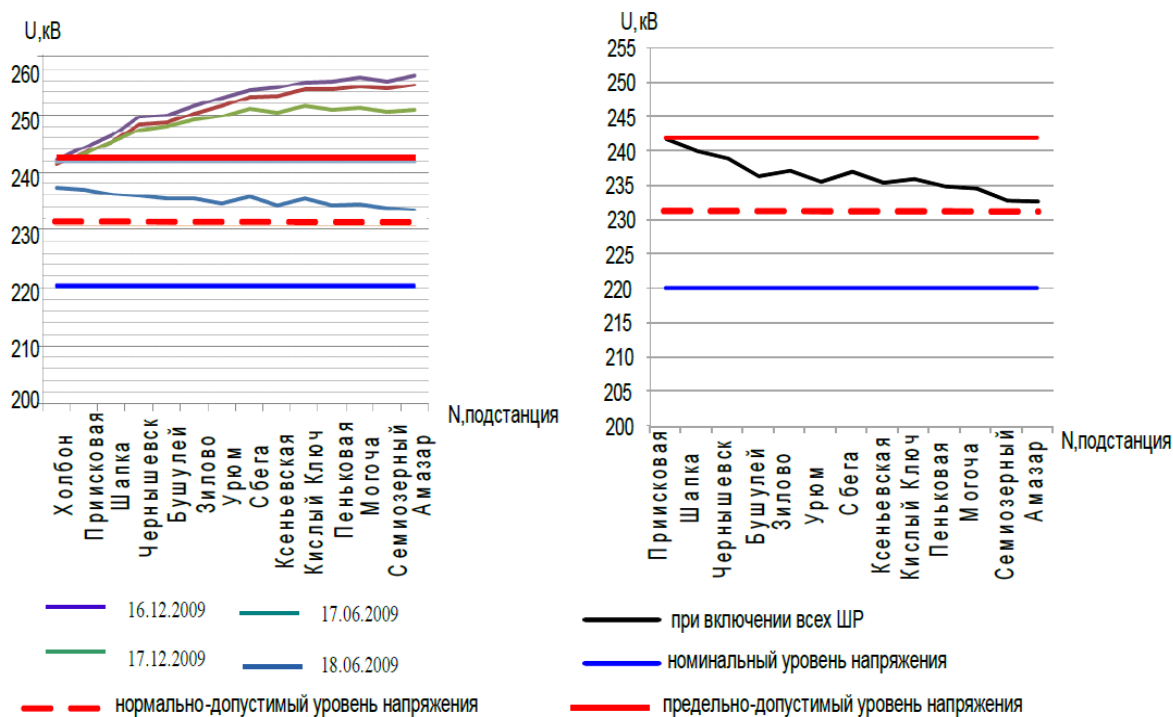 U,кВ
260
250
240
230
220
210
200
N,подстанция
Холбон
Приисковая
Шапка
Чернышевск
Бушулей
Зилово
Урюм
Сбега
Ксеньевская
Кислый Ключ
Пеньковая
Могоча
Семиозерный
Амазар
U,кВ
255
250
245
240
235
230
225
220
215
210
205
200
N,подстанция
Приисковая
Шапка
Чернышевск
Бушулей
Зилово
Урюм
Сбега
Ксеньевская
Кислый Ключ
Пеньковая
Могоча
Семиозерный
Амазар
16.12.2009
17.06.2009
17.12.2009
18.06.2009
нормально-допустимый уровень напряжения
при включении всех ШР
номинальный уровень напряжения
предельно-допустимый уровень напряжения